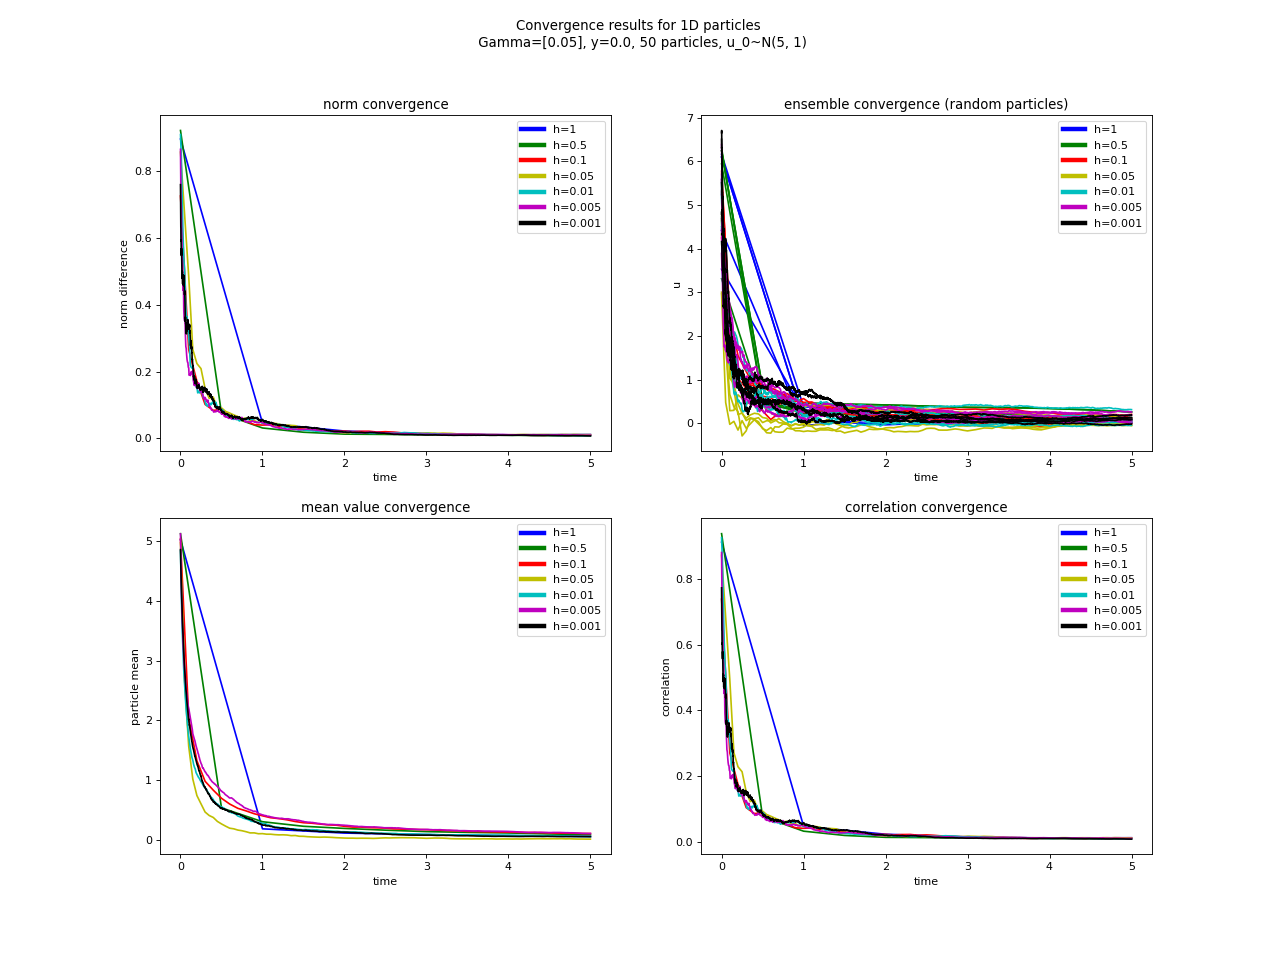 Convergence results for 1D particles
Gamma=[0.05], y=0.0, 50 particles, u_0~N(5, 1)
norm convergence
norm difference
0.8
0.6
0.4
0.2
0.0
0 1 2 3 4 5
time
h=1
h=0.5
h=0.1
h=0.05
h=0.01
h=0.005
h=0.001
ensemble convergence (random particles)
u
7
6
5
4
3
2
1
0
0 1 2 3 4 5
time
h=1
h=0.5
h=0.1
h=0.05
h=0.01
h=0.005
h=0.001
mean value convergence
particle mean
5
4
3
2
1
0
0 1 2 3 4 5
time
h=1
h=0.5
h=0.1
h=0.05
h=0.01
h=0.005
h=0.001
correlation convergence
correlation
0.8
0.6
0.4
0.2
0.0
0 1 2 3 4 5
time
h=1
h=0.5
h=0.1
h=0.05
h=0.01
h=0.005
h=0.001